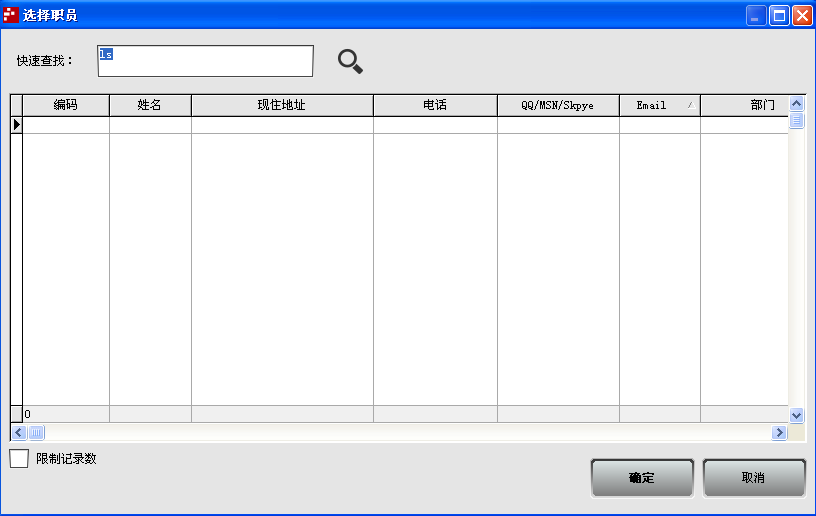 选择职员
快速查找：
ls
编码 姓名 现住地址 电话 QQ/MSN/Skpye Email 部门
0
限制记录数
确定 取消